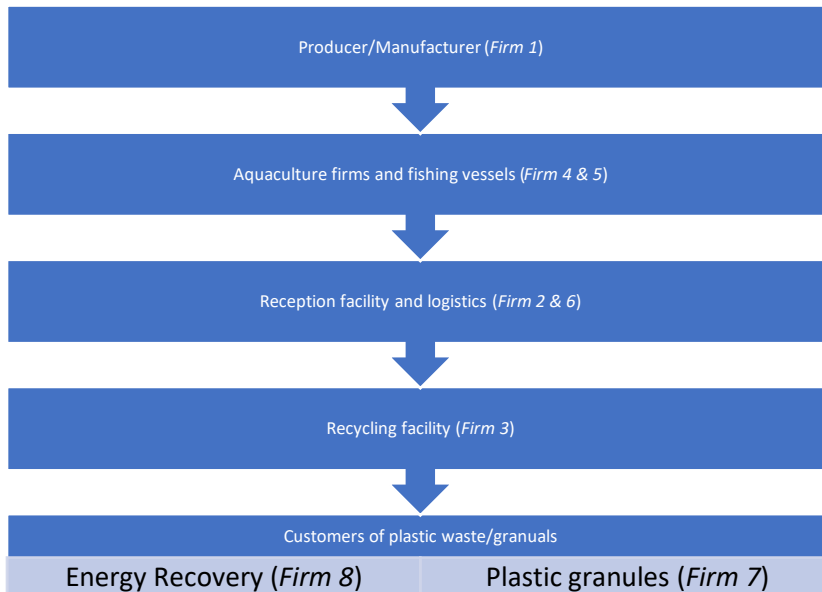 Producer/Manufacturer (Firm 1)
Aquaculture firms and fishing vessels (Firm 4 & 5)
Reception facility and logistics (Firm 2 & 6)
Recycling facility (Firm 3)
Customers of plastic waste/granuals
Energy Recovery (Firm 8)
Plastic granules (Firm 7)